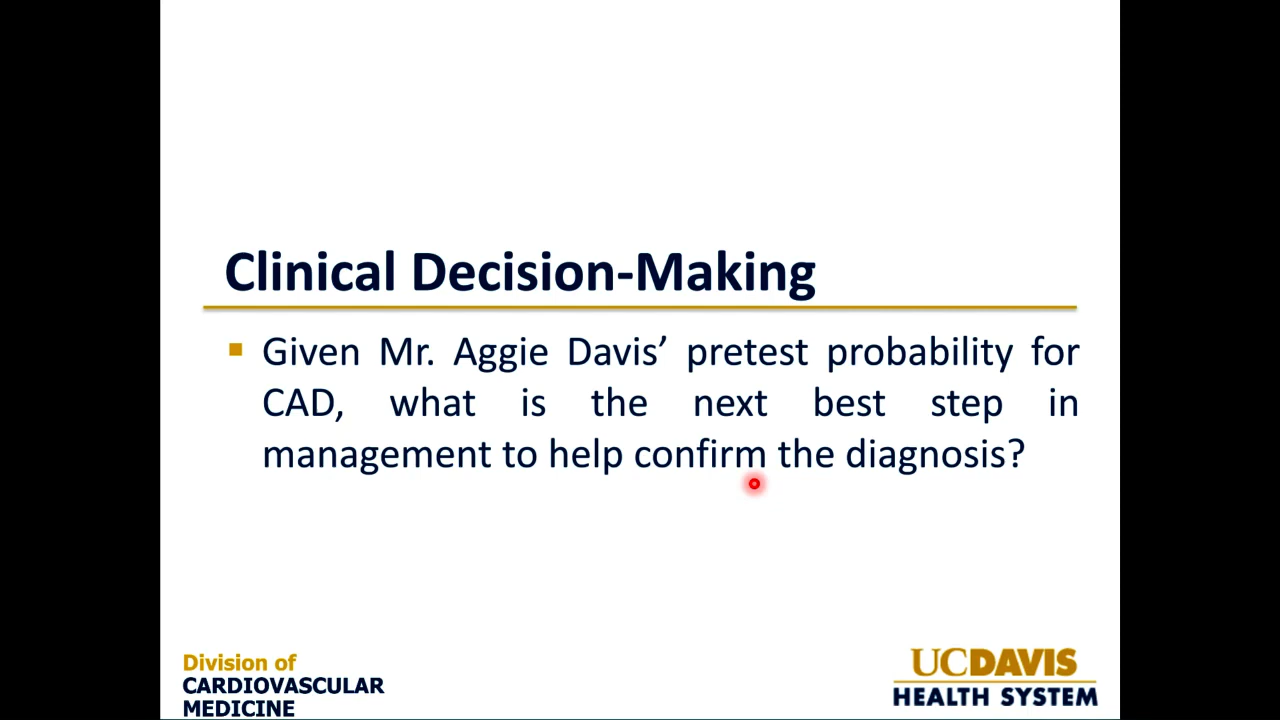 Clinical Decision-Making
▪ Given Mr. Aggie Davis’ pretest probability for
CAD, what is the next best step in
management to help confirm the diagnosis?
Division of
CARDIOVASCULAR
MEDICINE
UCDAVIS
HEALTH SYSTEM